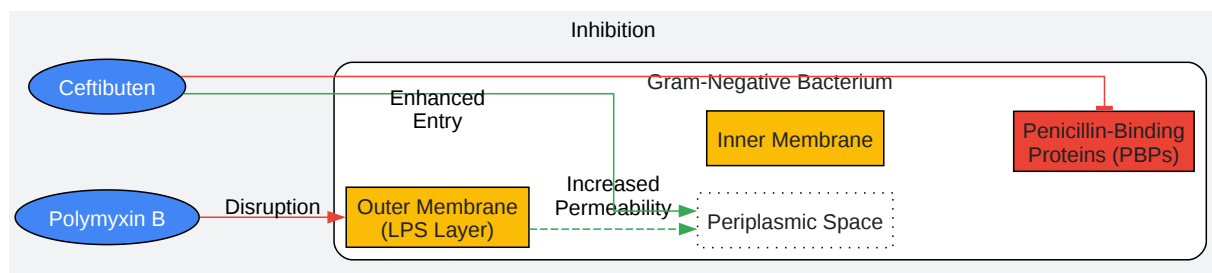 Inhibition
Ceftibuten
Gram-Negative Bacterium
Enhanced
Entry
Inner Membrane
Penicillin-Binding
Proteins (PBPs)
Polymyxin B
Disruption
Outer Membrane
(LPS Layer)
Increased
Permeability
Periplasmic Space